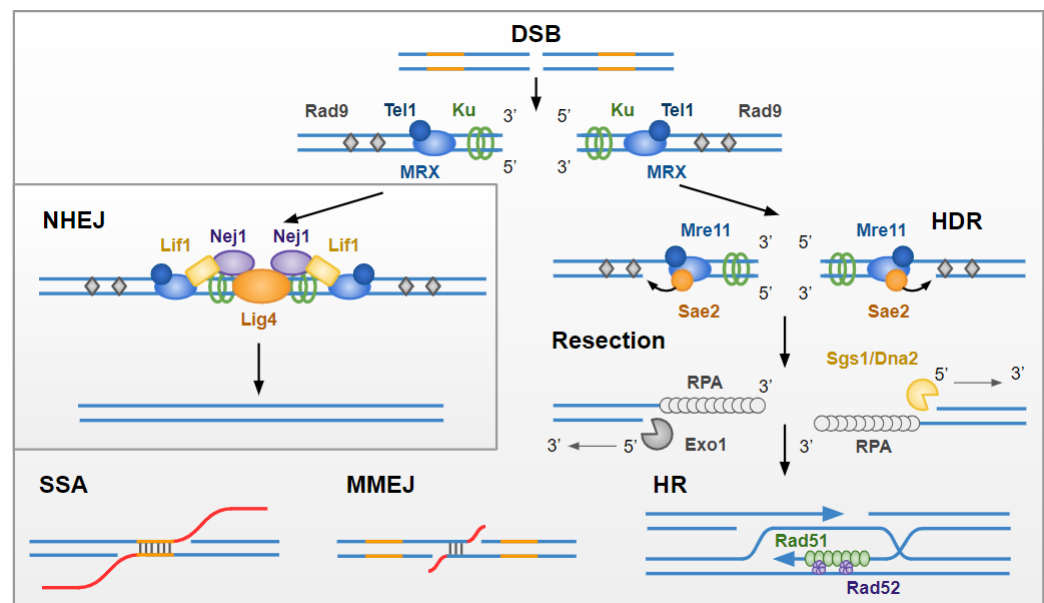 DSB
Rad9 Tel1 Ku 3’ 5’ Ku Tel1 Rad9
MRX 5’ 3’ MRX
NHEJ
Lif1 Nej1 Nej1 Lif1
Lig4
HDR
Mre11 3’ 5’ Mre11
5’ 3’
Sae2 Sae2
Resection
Sgs1/Dna2
RPA 3’ 5’ 3’
3’ 5’ Exo1 3’ RPA
SSA MMEJ HR
Rad51
Rad52